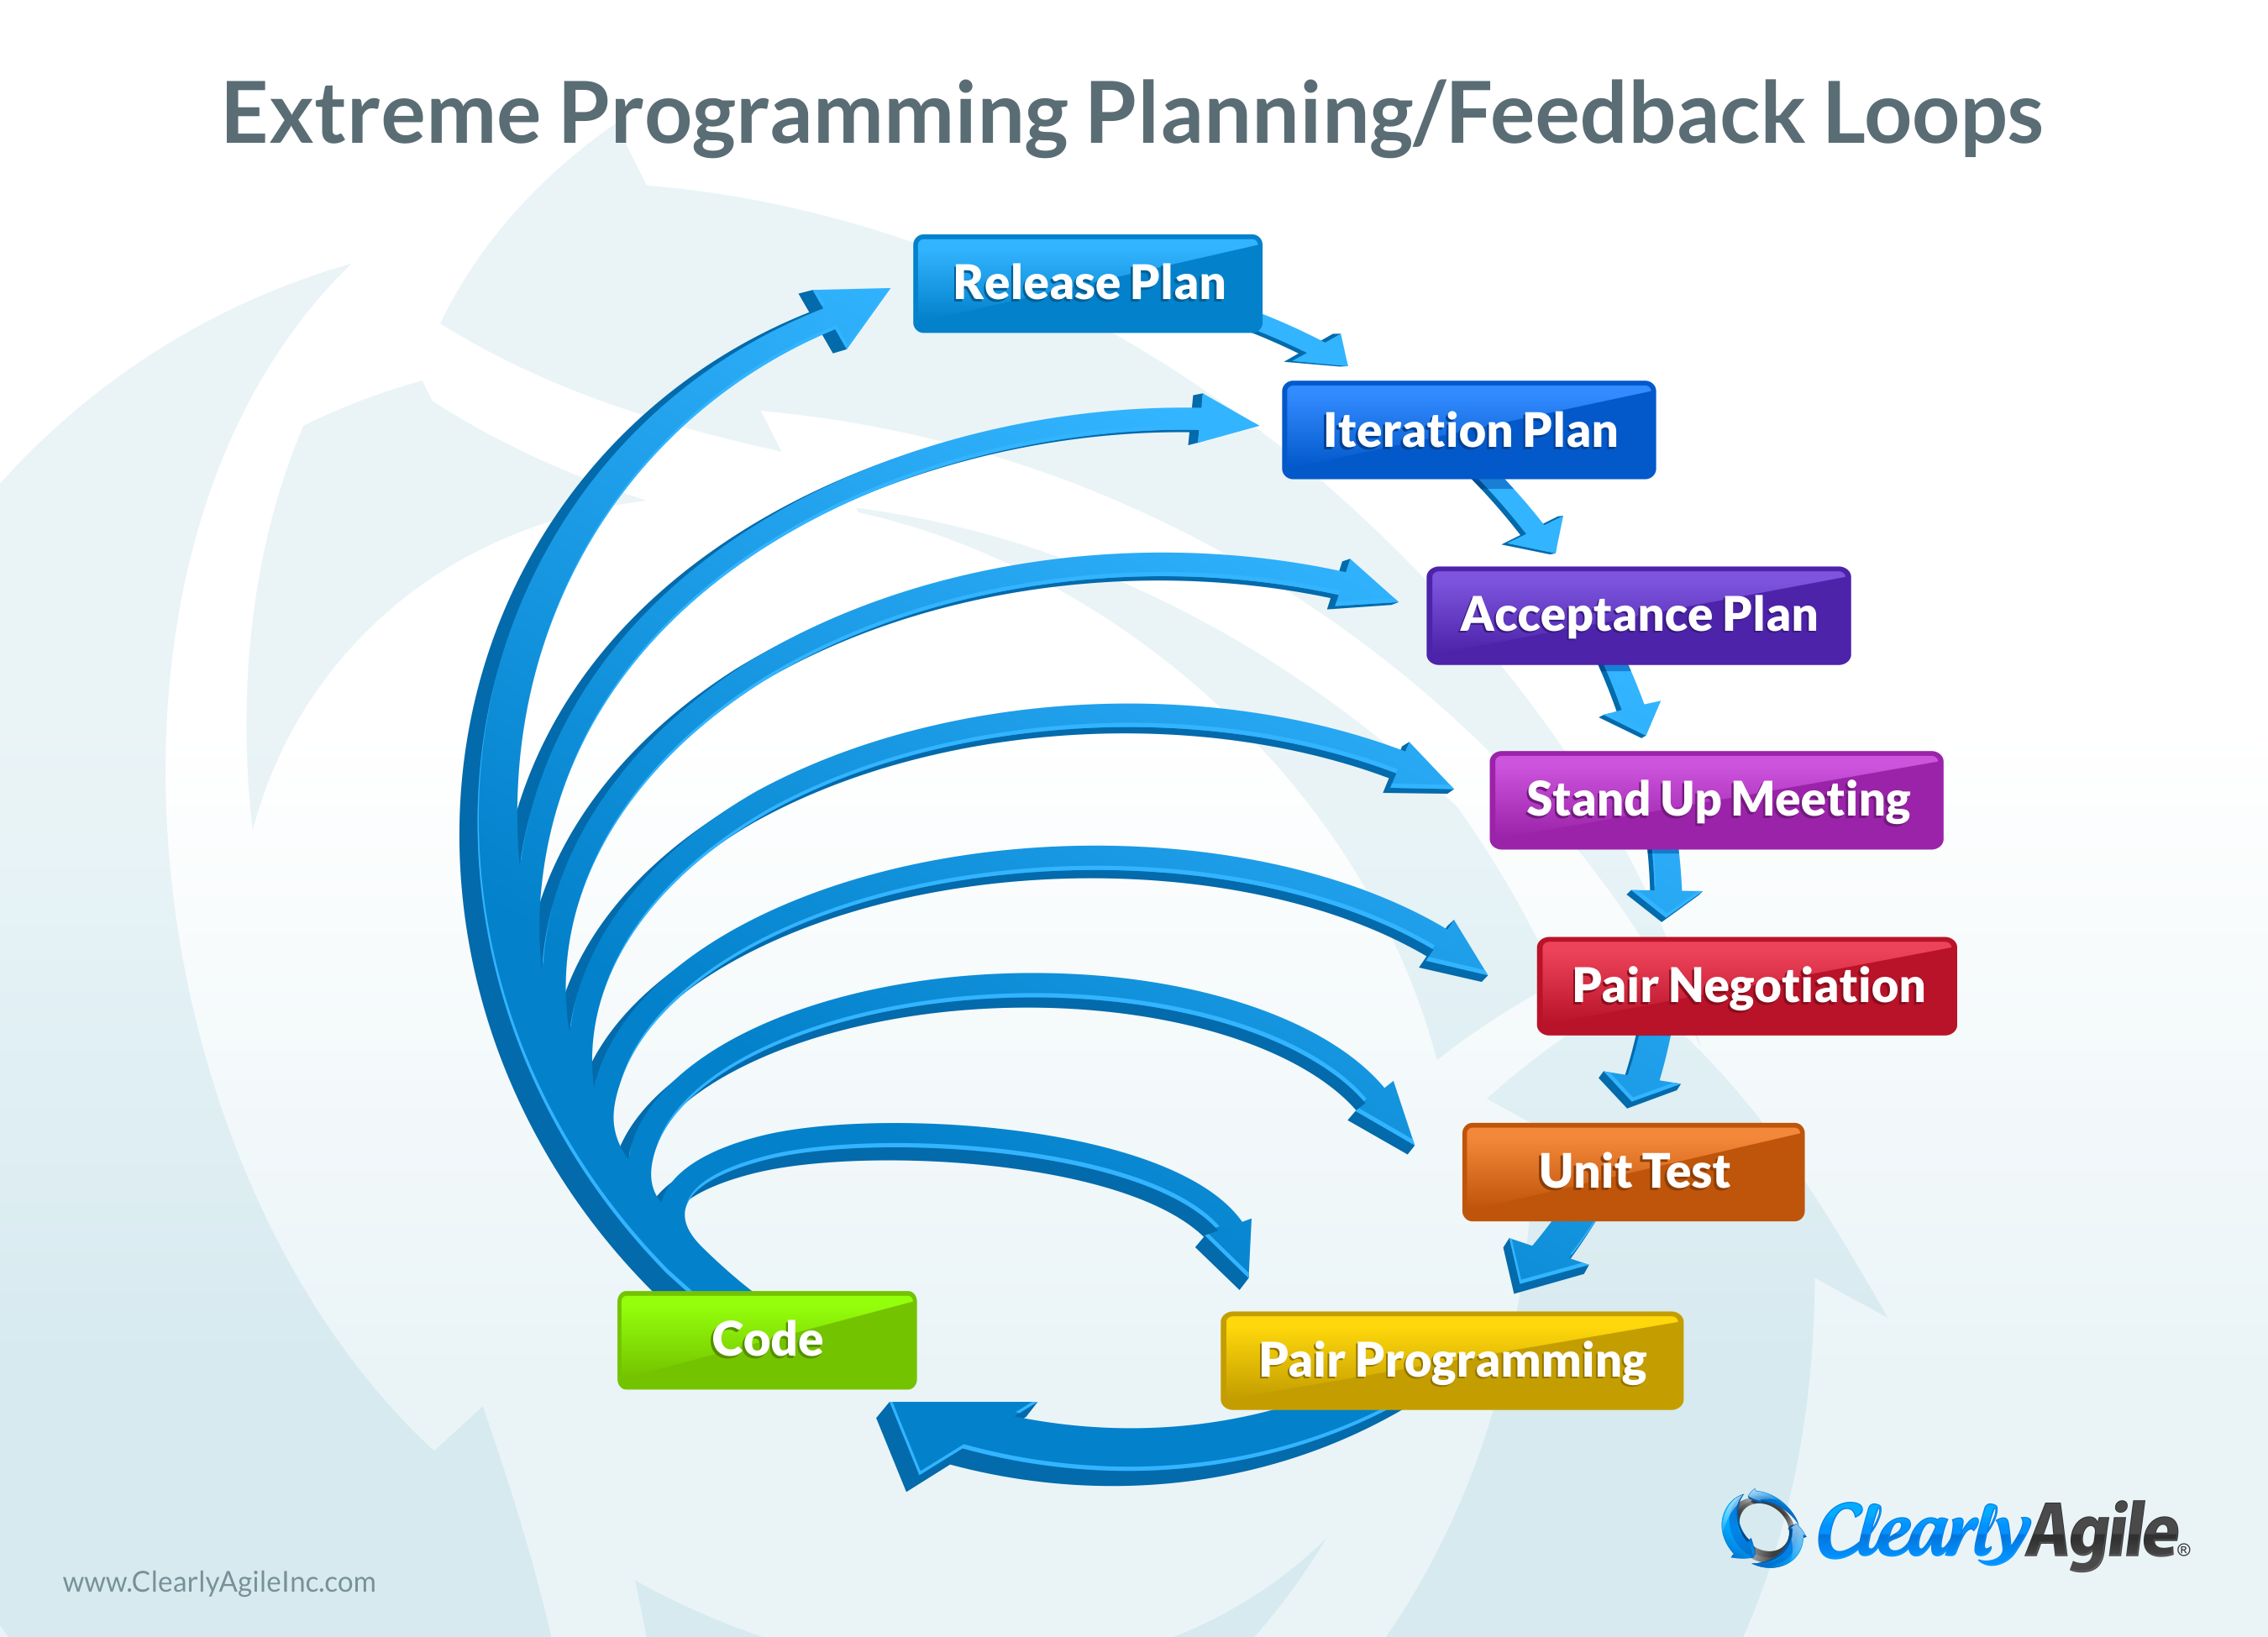 Extreme Programming Planning/Feedback Loops
Release Plan
Iteration Plan
Acceptance Plan
Stand Up Meeting
Pair Negotiation
Unit Test
Pair Programming
Code
ClearlyAgile®
www.ClearlyAgileInc.com